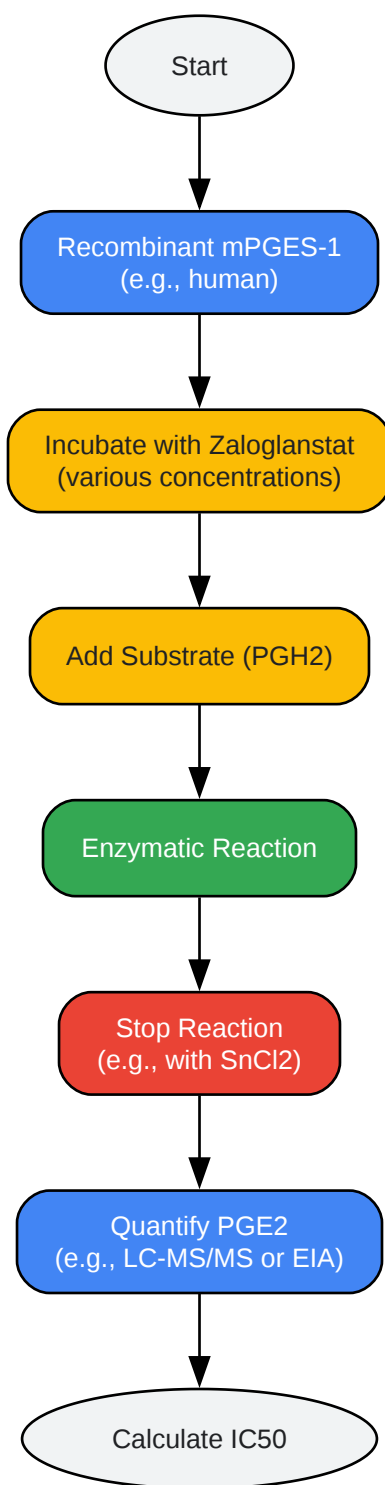 Start
Recombinant mPGES-1
(e.g., human)
Incubate with Zaloglanstat
(various concentrations)
Add Substrate (PGH2)
Enzymatic Reaction
Stop Reaction
(e.g., with SnCl2)
Quantify PGE2
(e.g., LC-MS/MS or EIA)
Calculate IC50